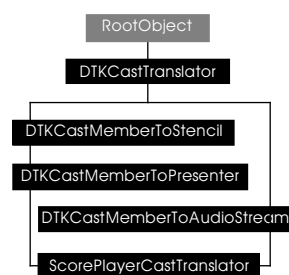 RootObject
DTKCastTranslator
DTKCastMemberToStencil
DTKCastMemberToPresenter
DTKCastMemberToAudioStream
ScorePlayerCastTranslator